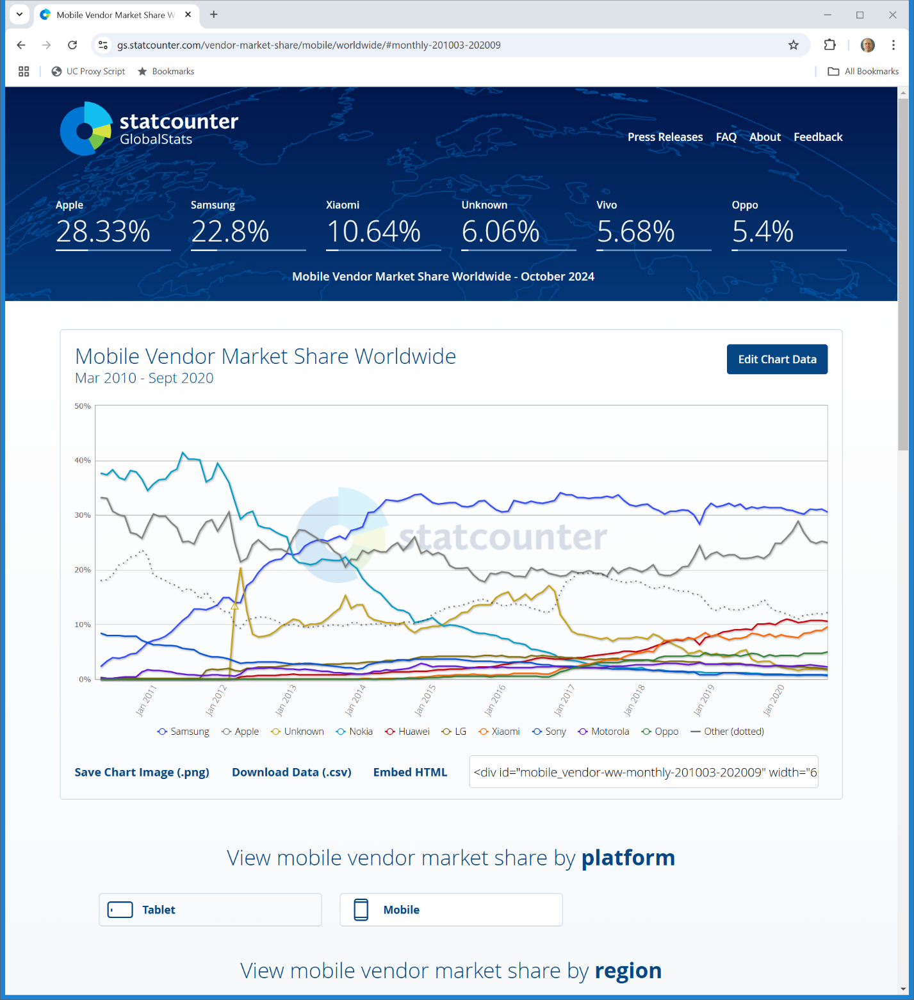 Mobile Vendor Market Share W
gs.statcounter.com/vendor-market-share/mobile/worldwide/#monthly-201003-202009
UC Proxy Script Bookmarks All Bookmarks
statcounter
GlobalStats
Press Releases FAQ About Feedback
Apple Samsung Xiaomi Unknown Vivo Oppo
28.33% 22.8% 10.64% 6.06% 5.68% 5.4%
Mobile Vendor Market Share Worldwide - October 2024
Mobile Vendor Market Share Worldwide
Edit Chart Data
Mar 2010 - Sept 2020
50%
40%
30%
statcounter
20%
10%
0%
Jan 2011 Jan 2012 Jan 2013 Jan 2014 Jan 2015 Jan 2016 Jan 2017 Jan 2018 Jan 2019 Jan 2020
Samsung Apple Unknown Nokia Huawei LG Xiaomi Sony Motorola Oppo Other (dotted)
Save Chart Image (.png) Download Data (.csv) Embed HTML <div id="mobile_vendor-ww-monthly-201003-202009" width="6
View mobile vendor market share by platform
Tablet Mobile
View mobile vendor market share by region